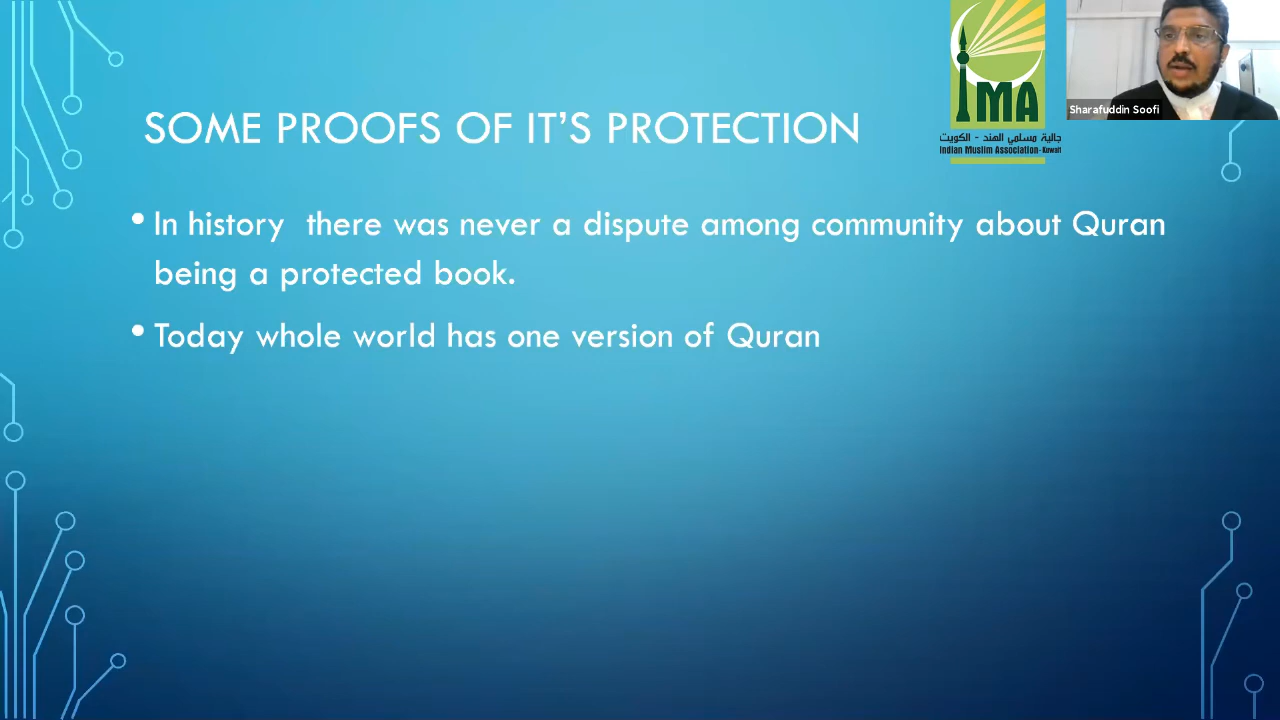 SOME PROOFS OF IT'S PROTECTION
IMA
جالية مسلمي الهند - الكويت
Indian Muslim Association-Kuwait
Sharafuddin Soofi
• In history there was never a dispute among community about Quran
being a protected book.
• Today whole world has one version of Quran